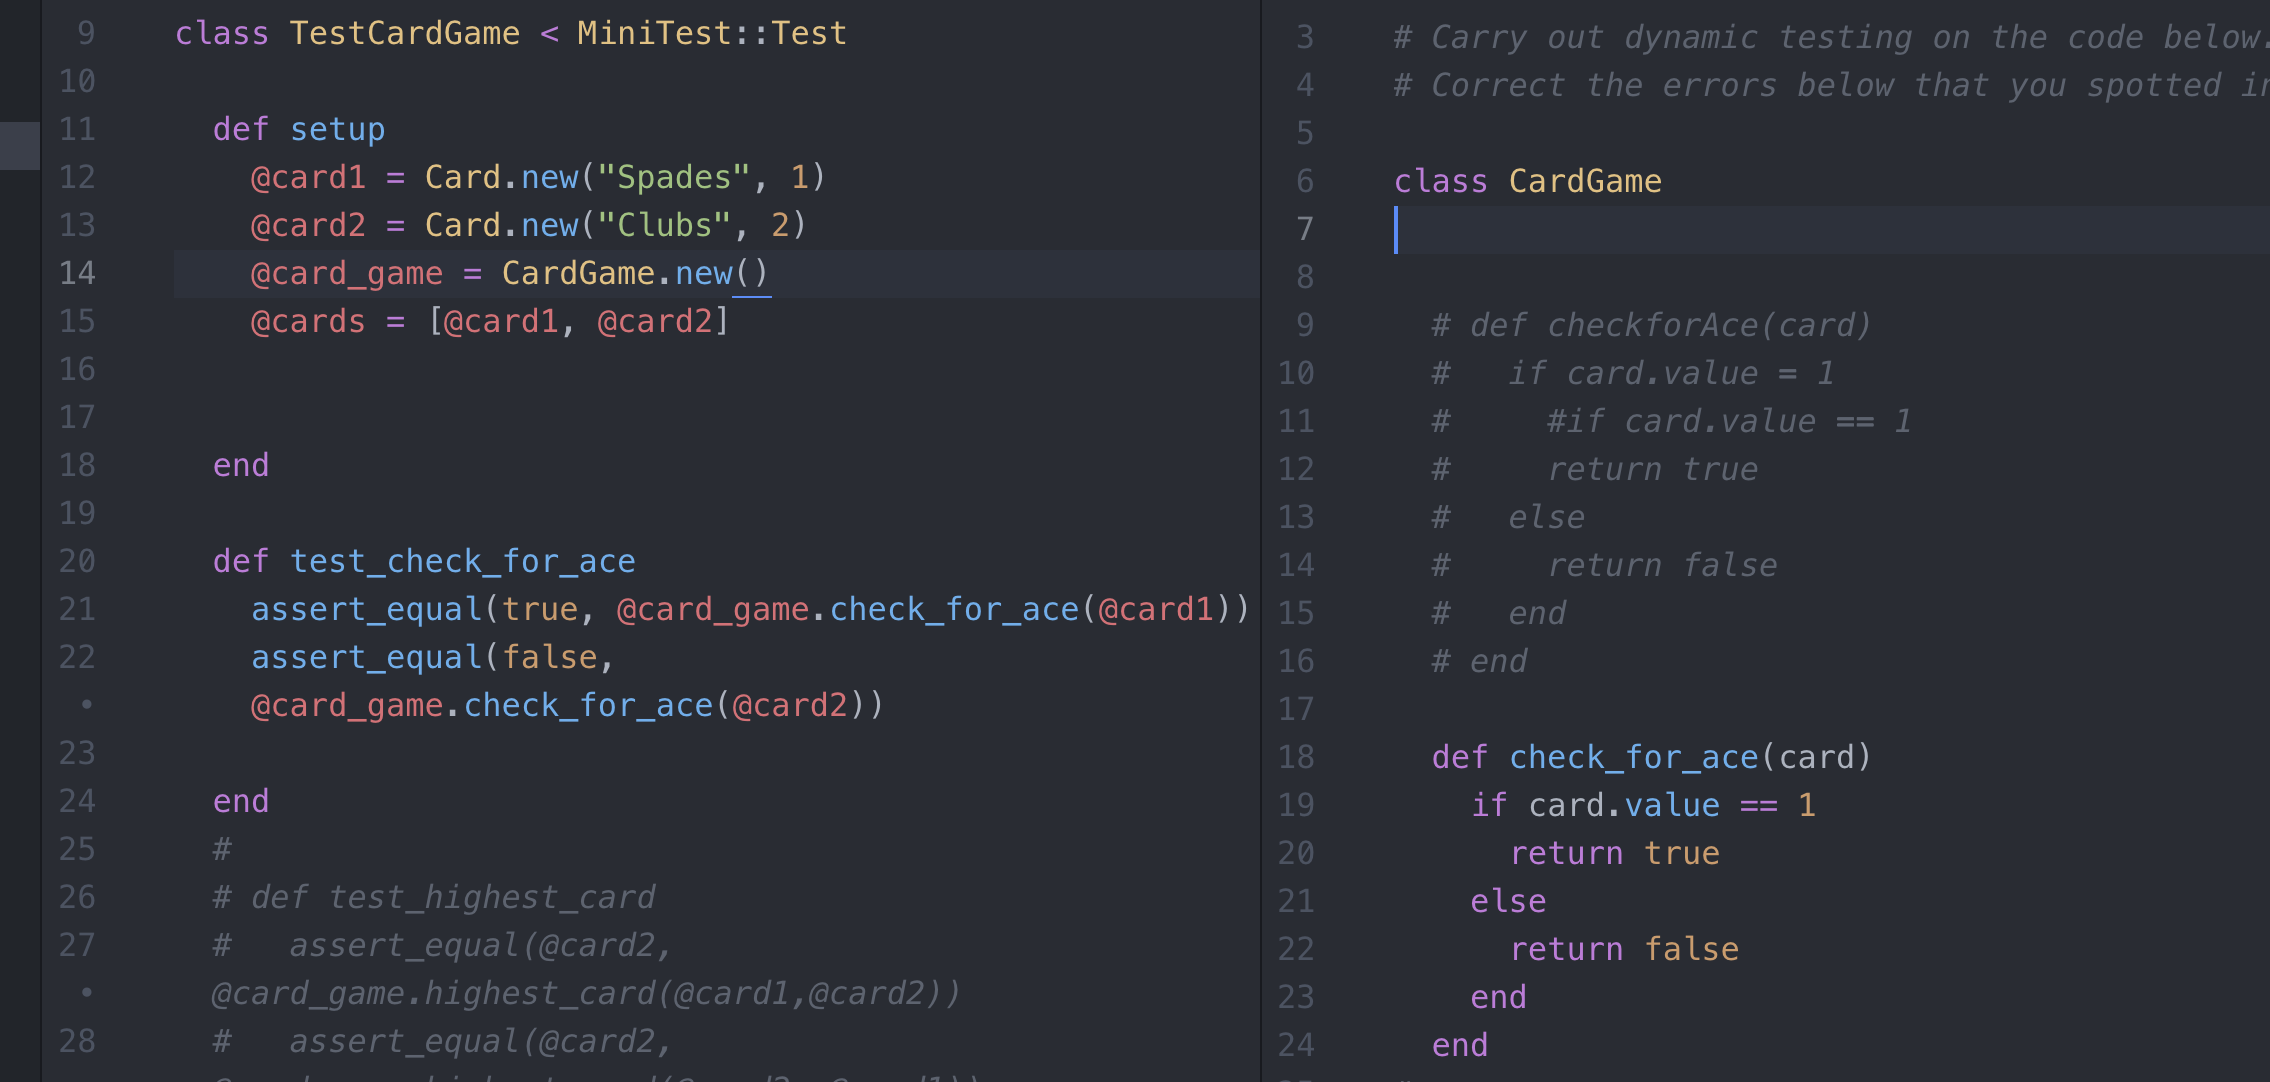 9 class TestCardGame < MiniTest::Test
10
11 def setup
12 @card1 = Card.new("Spades", 1)
13 @card2 = Card.new("Clubs", 2)
14 @card_game = CardGame.new()
15 @cards = [@card1, @card2]
16
17
18 end
19
20 def test_check_for_ace
21 assert_equal(true, @card_game.check_for_ace(@card1))
22 assert_equal(false,
• @card_game.check_for_ace(@card2))
23
24 end
25 #
26 # def test_highest_card
27 # assert_equal(@card2,
• @card_game.highest_card(@card1,@card2))
28 # assert_equal(@card2,
3 # Carry out dynamic testing on the code below.
4 # Correct the errors below that you spotted
5
6 class CardGame
7
8
9 # def checkforAce(card)
10 # if card.value = 1
11 # #if card.value == 1
12 # return true
13 # else
14 # return false
15 # end
16 # end
17
18 def check_for_ace(card)
19 if card.value == 1
20 return true
21 else
22 return false
23 end
24 end